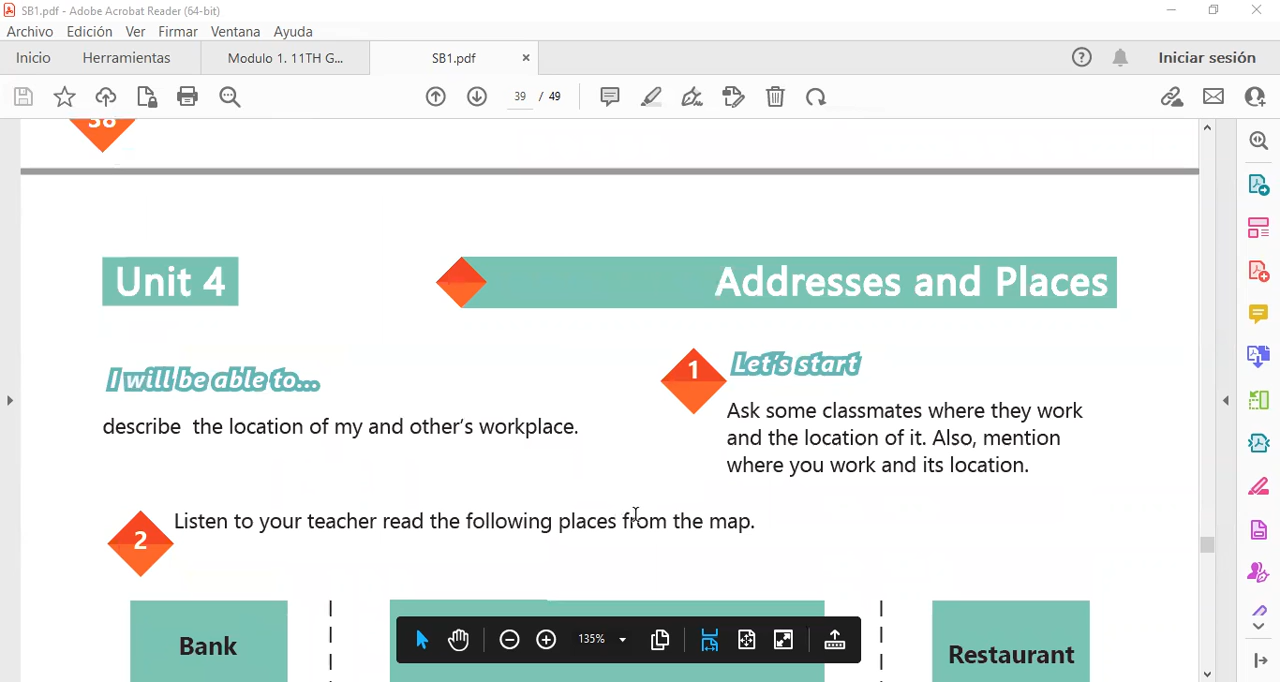 SB1.pdf - Adobe Acrobat Reader (64-bit)
Archivo Edición Ver Firmar Ventana Ayuda
Inicio Herramientas Modulo 1. 11TH G... SB1.pdf × Iniciar sesión
39 / 49
38
Unit 4 Addresses and Places
I will be able to...
describe the location of my and other's workplace.
1 Let's start
Ask some classmates where they work
and the location of it. Also, mention
where you work and its location.
2 Listen to your teacher read the following places from the map.
Bank
Restaurant
135%